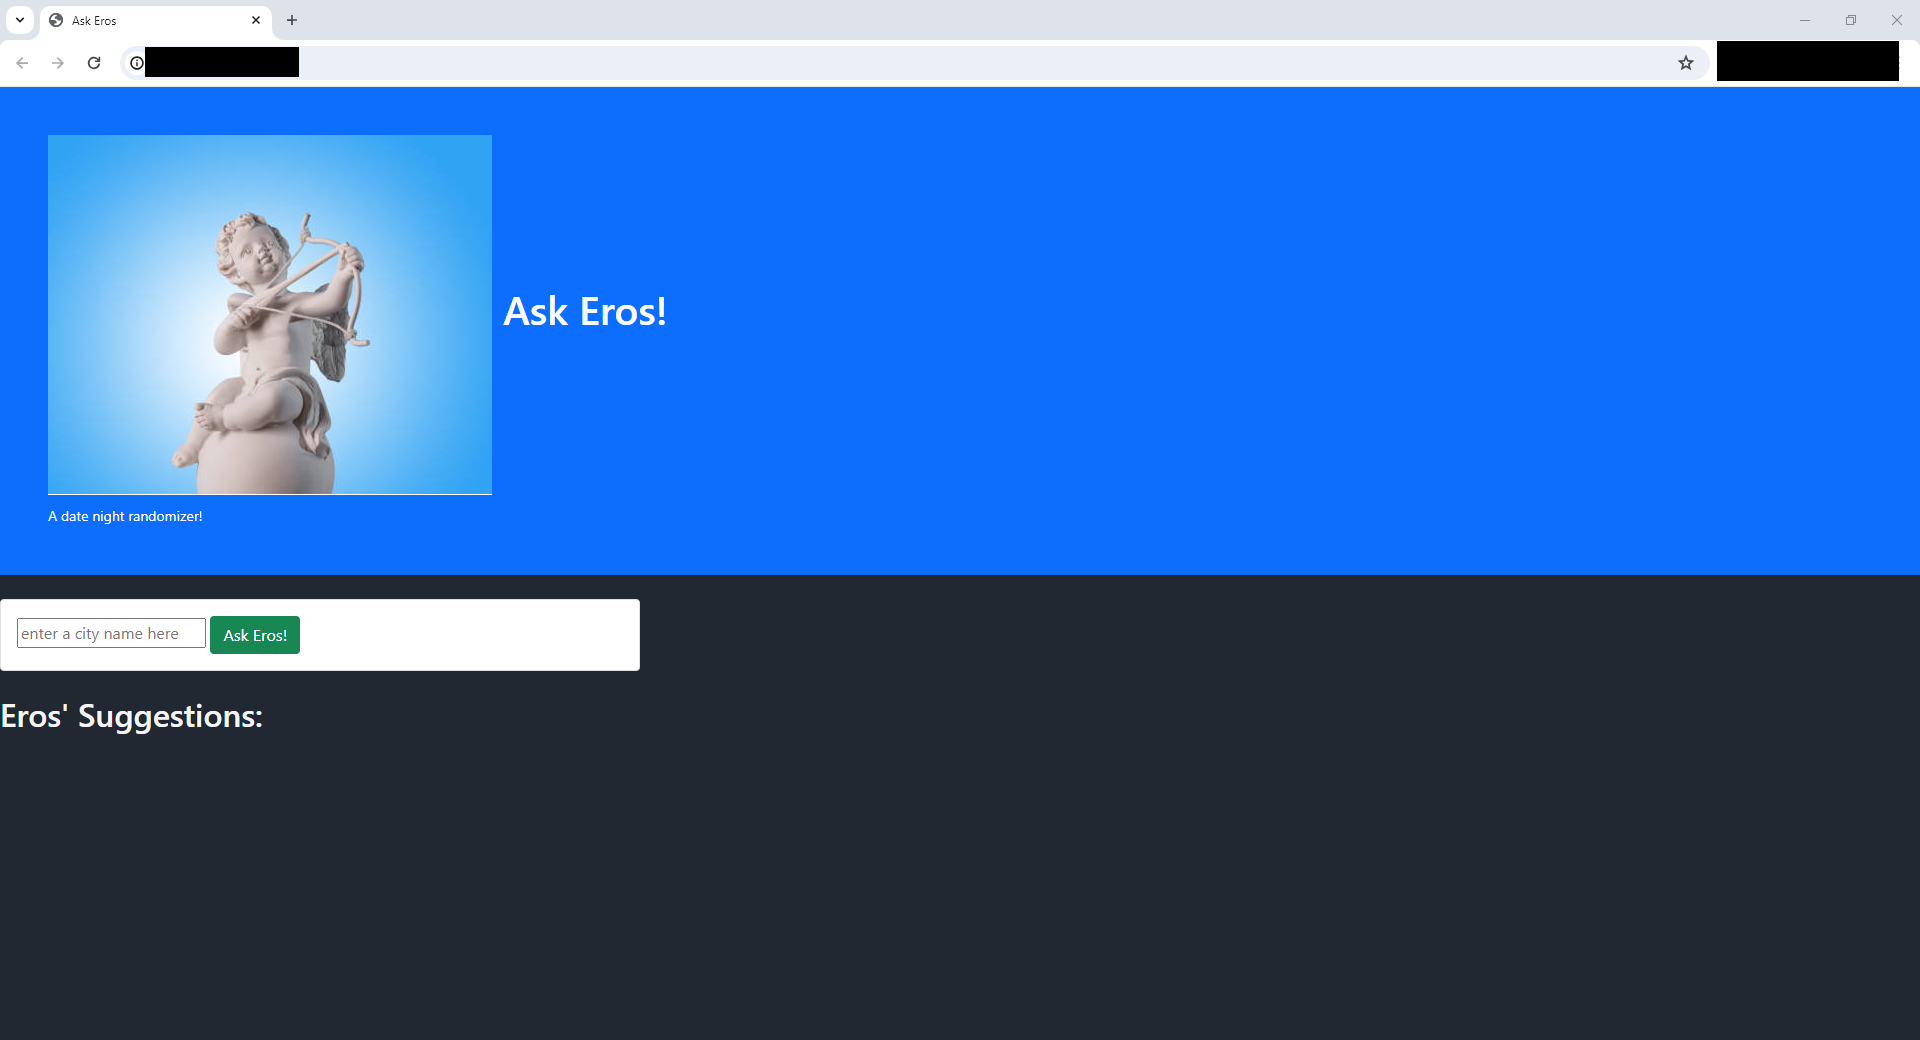 Ask Eros
Ask Eros!
A date night randomizer!
enter a city name here
Ask Eros!
Eros' Suggestions: